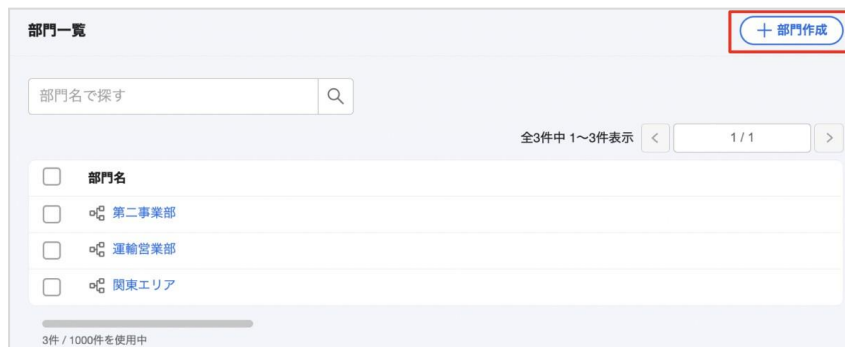 部門一覧
＋ 部門作成
部門名で探す
全3件中 1〜3件表示 < 1 / 1 >
部門名
第二事業部
運輸営業部
関東エリア
3件 / 1000件を使用中